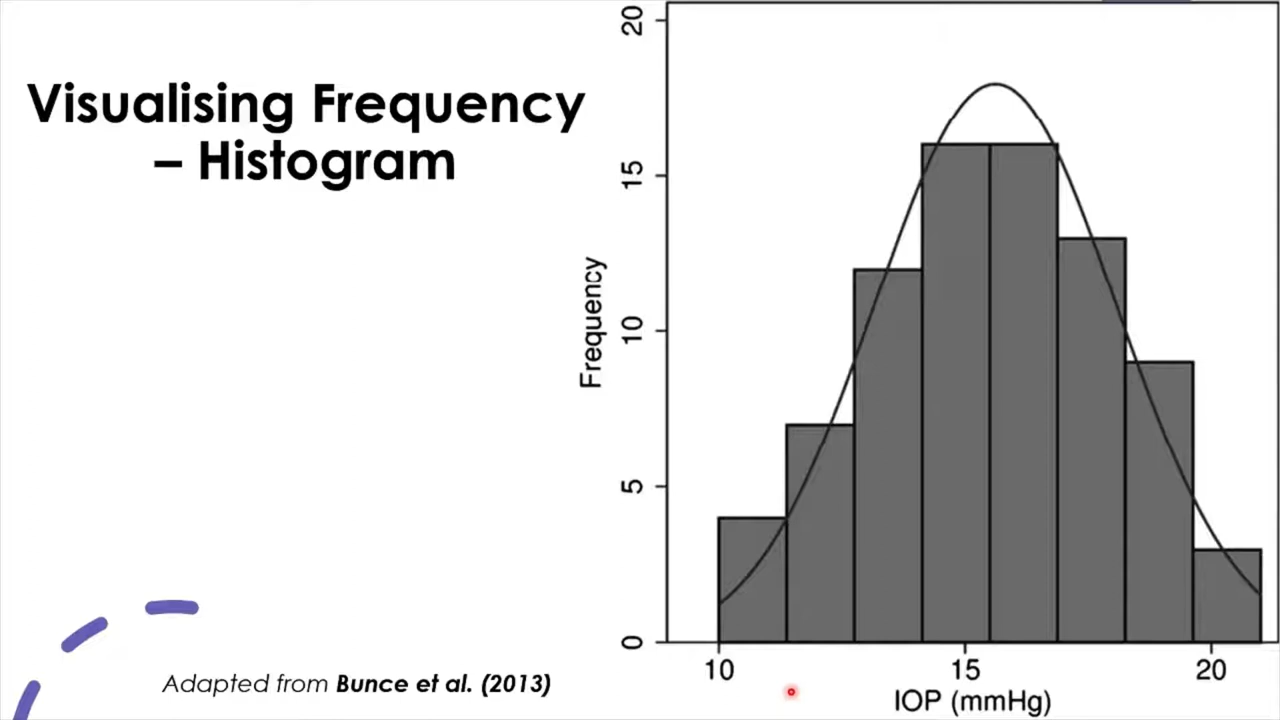 Visualising Frequency
– Histogram
Adapted from Bunce et al. (2013)
Frequency
20
15
10
5
0
10 15 20
IOP (mmHg)